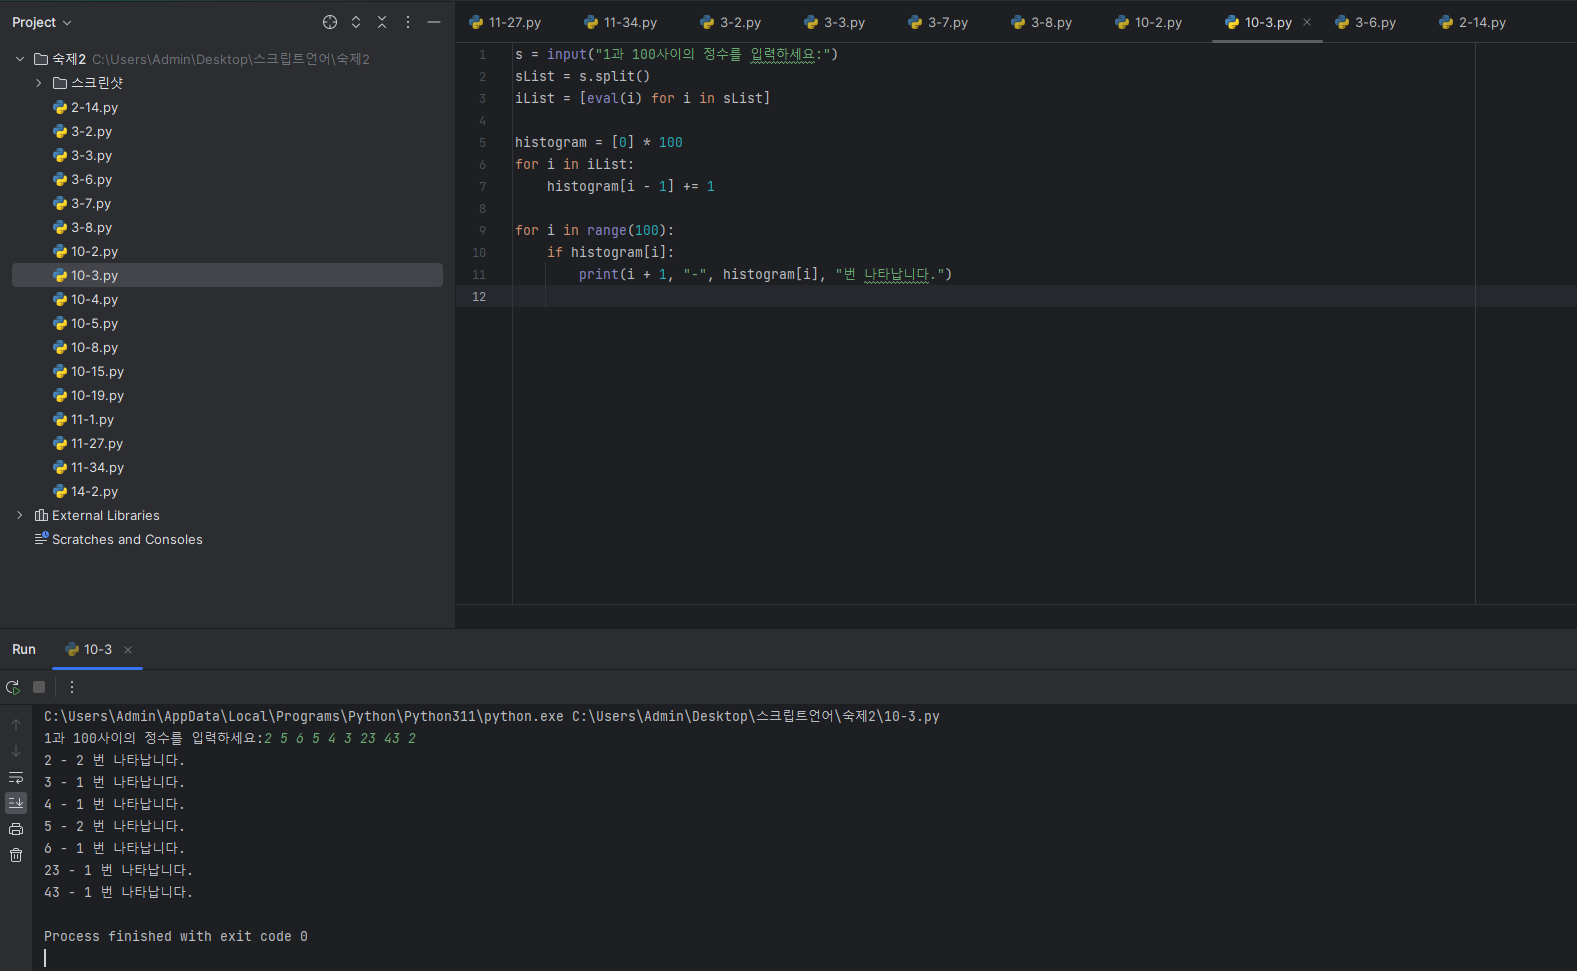 Project
숙제2 C:\Users\Admin\Desktop\스크립트언어\숙제2
스크린샷
2-14.py
3-2.py
3-3.py
3-6.py
3-7.py
3-8.py
10-2.py
10-3.py
10-4.py
10-5.py
10-8.py
10-15.py
10-19.py
11-1.py
11-27.py
11-34.py
14-2.py
External Libraries
Scratches and Consoles
11-27.py 11-34.py 3-2.py 3-3.py 3-7.py 3-8.py 10-2.py 10-3.py 3-6.py 2-14.py
1 s = input("1과 100사이의 정수를 입력하세요:")
2 sList = s.split()
3 iList = [eval(i) for i in sList]
4
5 histogram = [0] * 100
6 for i in iList:
7 histogram[i - 1] += 1
8
9 for i in range(100):
10 if histogram[i]:
11 print(i + 1, "-", histogram[i], "번 나타납니다.")
12
Run 10-3
C:\Users\Admin\AppData\Local\Programs\Python\Python311\python.exe C:\Users\Admin\Desktop\스크립트언어\숙제2\10-3.py
1과 100사이의 정수를 입력하세요:2 5 6 5 4 3 23 43 2
2 - 2 번 나타납니다.
3 - 1 번 나타납니다.
4 - 1 번 나타납니다.
5 - 2 번 나타납니다.
6 - 1 번 나타납니다.
23 - 1 번 나타납니다.
43 - 1 번 나타납니다.
Process finished with exit code 0